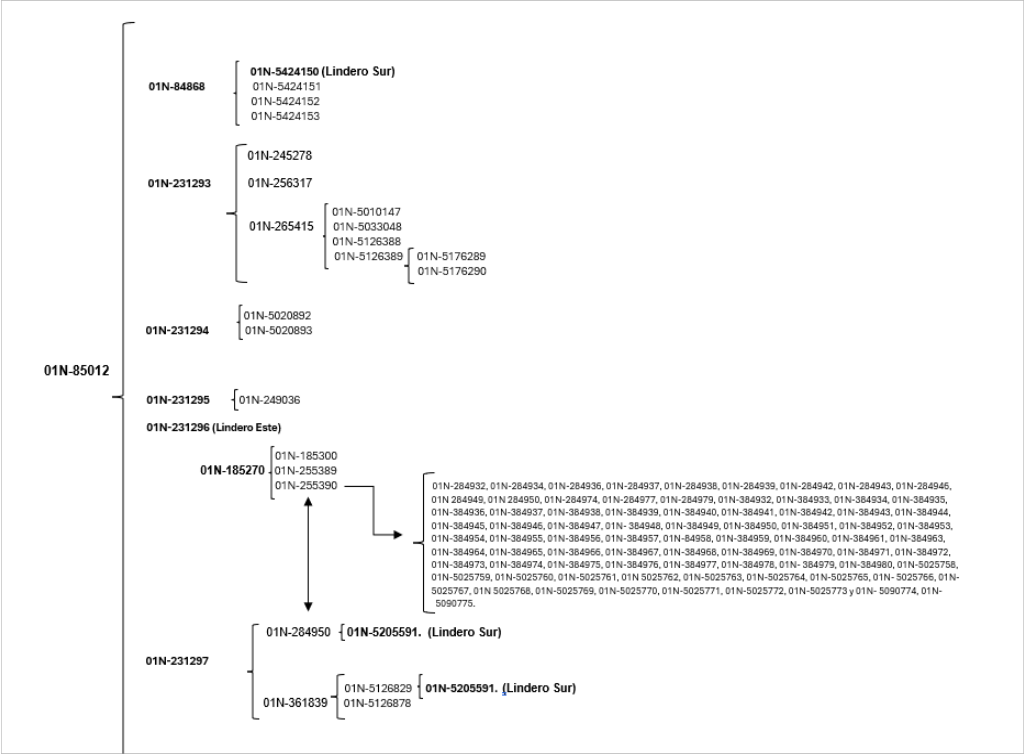 01N-5424150 (Lindero Sur)
01N-84868
01N-5424151
01N-5424152
01N-5424153
01N-245278
01N-231293
01N-256317
01N-265415
01N-5010147
01N-5033048
01N-5126388
01N-5126389
01N-5176289
01N-5176290
01N-231294
01N-5020892
01N-5020893
01N-85012
01N-231295
01N-249036
01N-231296 (Lindero Este)
01N-185270
01N-185300
01N-255389
01N-255390
01N-284932, 01N-284934, 01N-284936, 01N-284937, 01N-284938, 01N-284939, 01N-284942, 01N-284943, 01N-284946,
01N 284949, 01N 284950, 01N-284974, 01N-284977, 01N-284979, 01N-384932, 01N-384933, 01N-384934, 01N-384935,
01N-384936, 01N-384937, 01N-384938, 01N-384939, 01N-384940, 01N-384941, 01N-384942, 01N-384943, 01N-384944,
01N-384945, 01N-384946, 01N-384947, 01N- 384948, 01N-384949, 01N-384950, 01N-384951, 01N-384952, 01N-384953,
01N-384954, 01N-384955, 01N-384956, 01N-384957, 01N-84958, 01N-384959, 01N-384960, 01N-384961, 01N-384963,
01N-384964, 01N-384965, 01N-384966, 01N-384967, 01N-384968, 01N-384969, 01N-384970, 01N-384971, 01N-384972,
01N-384973, 01N-384974, 01N-384975, 01N-384976, 01N-384977, 01N-384978, 01N- 384979, 01N-384980, 01N-5025758,
01N-5025759, 01N-5025760, 01N-5025761, 01N 5025762, 01N-5025763, 01N-5025764, 01N-5025765, 01N- 5025766, 01N-
5025767, 01N 5025768, 01N-5025769, 01N-5025770, 01N-5025771, 01N-5025772, 01N-5025773 y 01N- 5090774, 01N-
5090775.
01N-231297
01N-284950
01N-5205591. (Lindero Sur)
01N-361839
01N-5126829
01N-5126878
01N-5205591. (Lindero Sur)